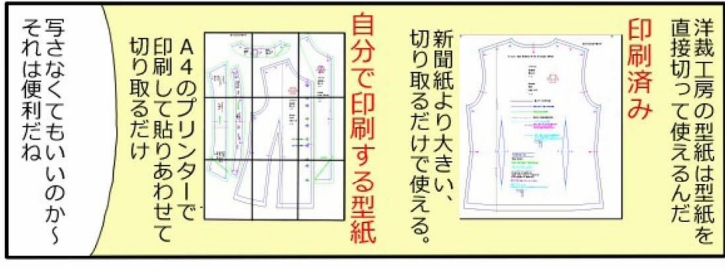 洋裁工房の型紙は型紙を
直接切って使えるんだ
印刷済み
新聞紙より大きい、
切り取るだけで使える。
自分で印刷する型紙
A4のプリンターで
印刷して貼りあわせて
切り取るだけ
写さなくてもいいのか～
それは便利だね